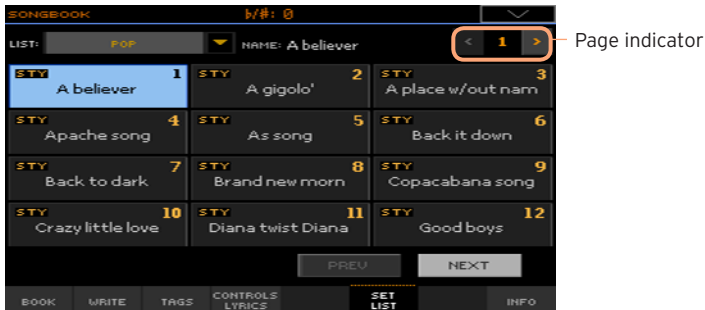 SONGBOOK b/#: 0
LIST: POP NAME: A believer < 1 > Page indicator
STY 1 STY 2 STY 3
A believer A gigolo' A place w/out nam
STY 4 STY 5 STY 6
Apache song As song Back it down
STY 7 STY 8 STY 9
Back to dark Brand new morn Copacabana song
STY 10 STY 11 STY 12
Crazy little love Diana twist Diana Good boys
PREV NEXT
BOOK WRITE TAGS CONTROLS LYRICS SET LIST INFO